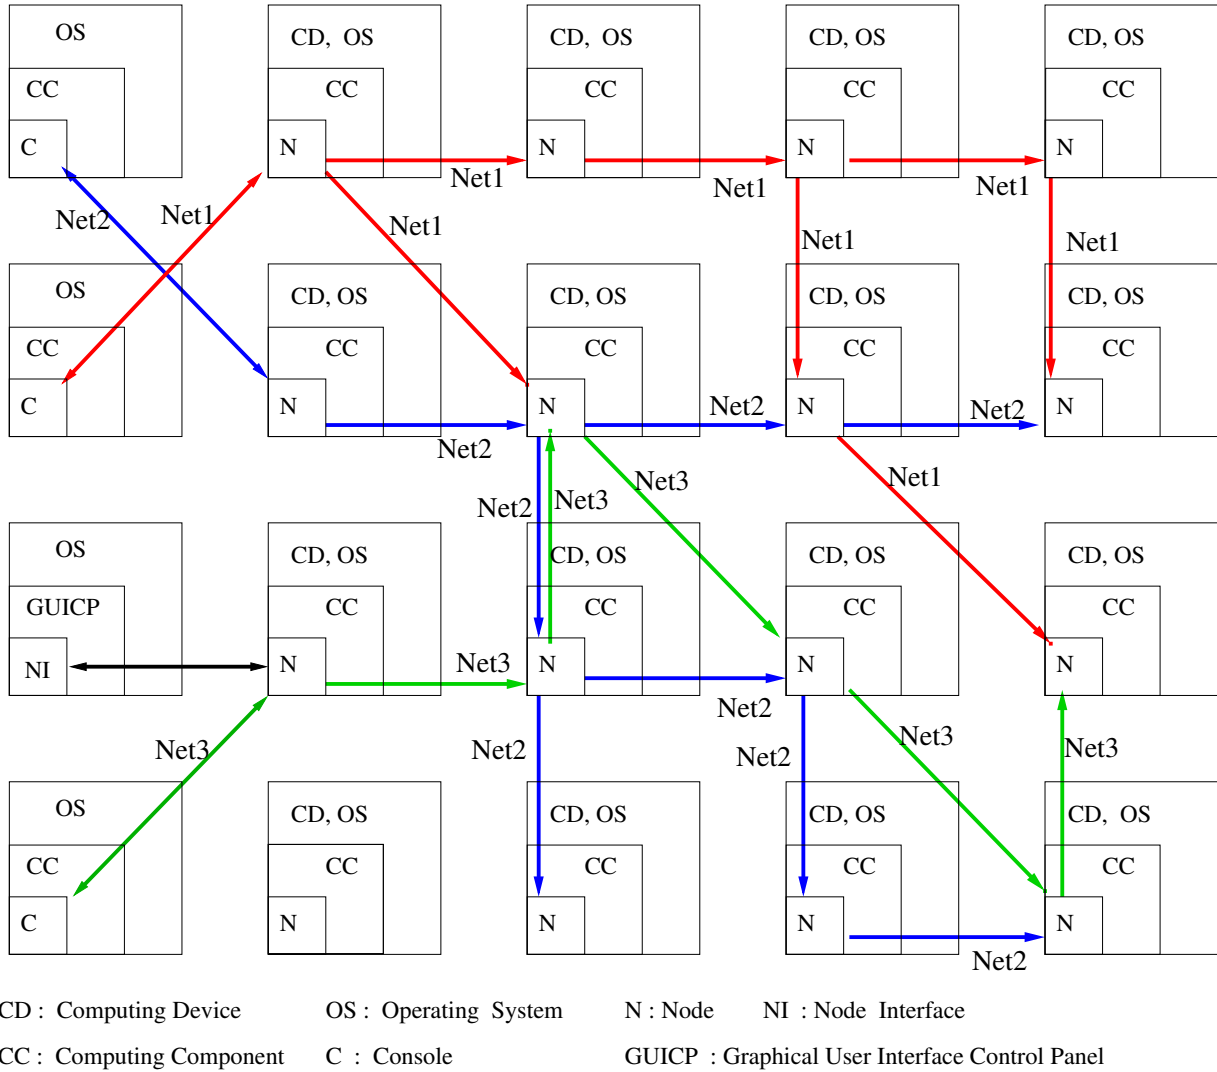 OS CD, OS CD, OS CD, OS CD, OS
CC CC CC CC CC
C N N N N
Net1 Net1 Net1
Net2 Net1 Net1 Net1 Net1
OS CD, OS CD, OS CD, OS CD, OS
CC CC CC CC CC
C N N N N
Net2 Net2 Net2
Net2 Net3 Net3 Net1
OS CD, OS CD, OS CD, OS CD, OS
GUICP CC CC CC CC
NI N N N N
Net3 Net2
Net3 Net2 Net2 Net3 Net3
OS CD, OS CD, OS CD, OS CD, OS
CC CC CC CC CC
C N N N N
Net2
CD : Computing Device OS : Operating System N : Node NI : Node Interface
CC : Computing Component C : Console GUICP : Graphical User Interface Control Panel